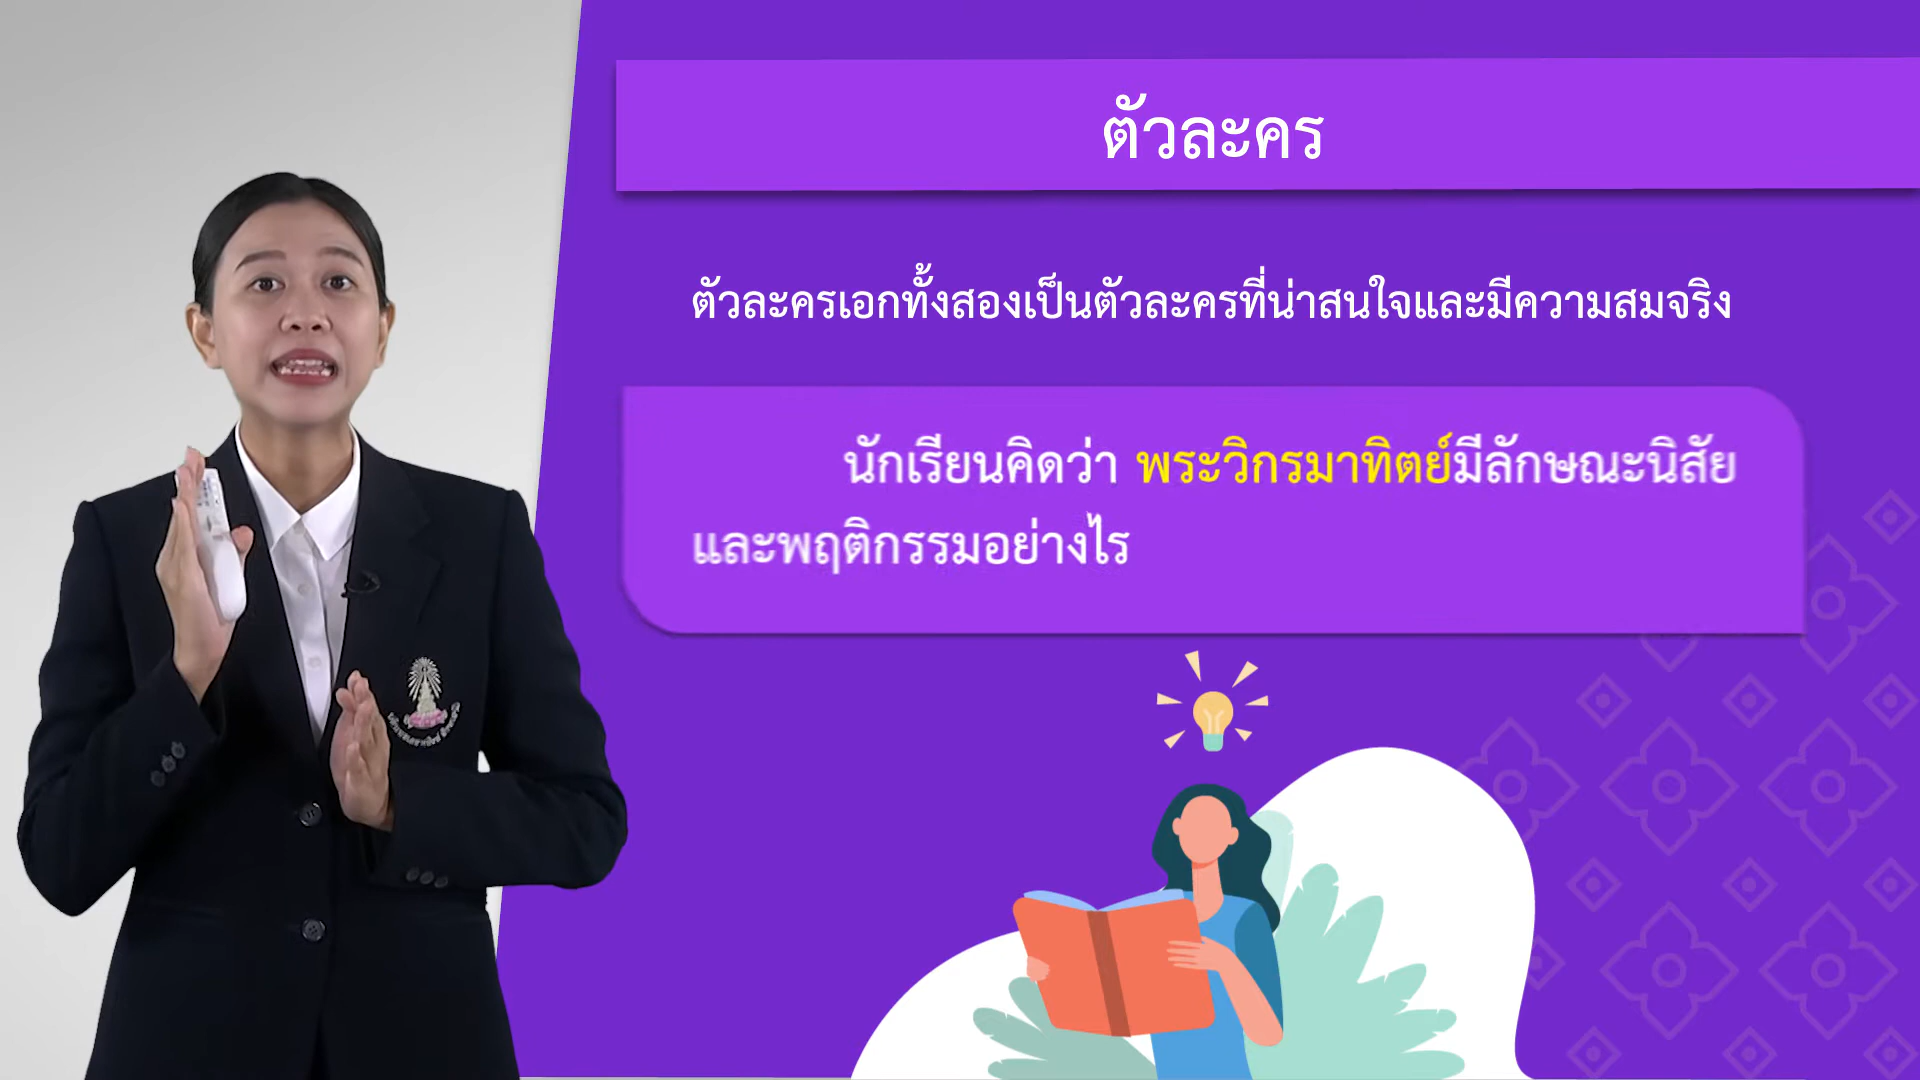 ตัวละคร
ตัวละครเอกทั้งสองเป็นตัวละครที่น่าสนใจและมีความสมจริง
นักเรียนคิดว่า พระวิกรมาทิตย์มีลักษณะนิสัย
และพฤติกรรมอย่างไร